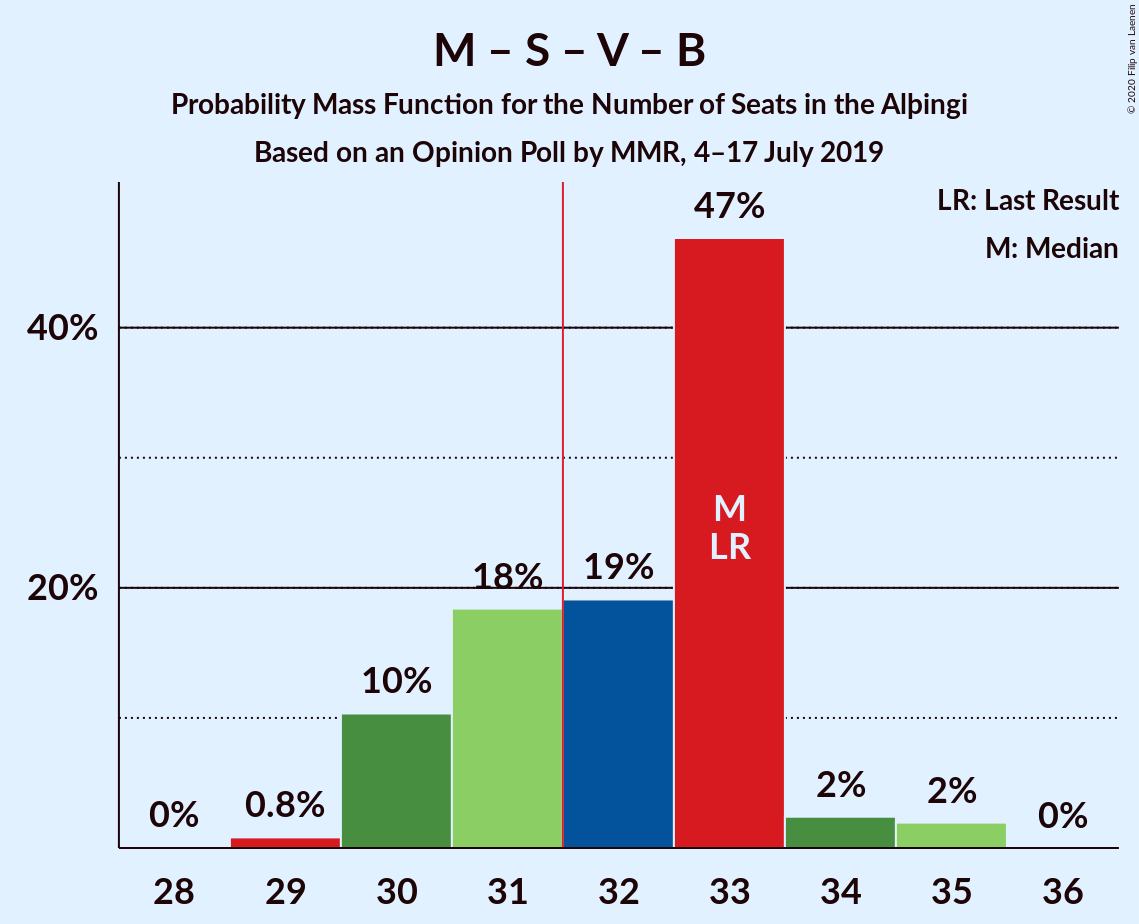 M – S – V – B
Probability Mass Function for the Number of Seats in the Alþingi
Based on an Opinion Poll by MMR, 4–17 July 2019
© 2020 Filip van Laenen
LR: Last Result
M: Median
47%
40%
M
LR
20%
18%
19%
10%
0%
0.8%
2%
2%
0%
28 29 30 31 32 33 34 35 36